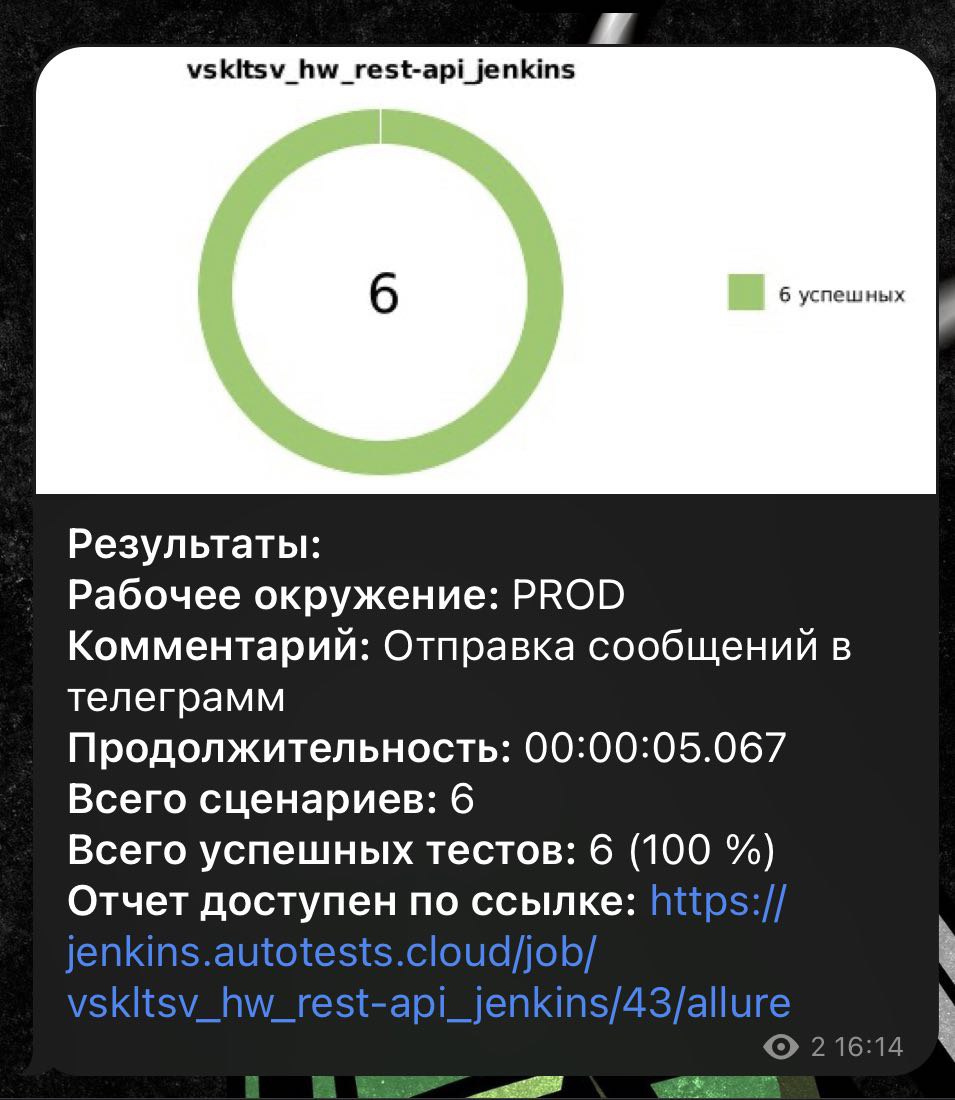 vskltsv_hw_rest-api_jenkins
6
6 успешных
Результаты:
Рабочее окружение: PROD
Комментарий: Отправка сообщений в
телеграмм
Продолжительность: 00:00:05.067
Всего сценариев: 6
Всего успешных тестов: 6 (100 %)
Отчет доступен по ссылке: https://
jenkins.autotests.cloud/job/
vskltsv_hw_rest-api_jenkins/43/allure
2 16:14